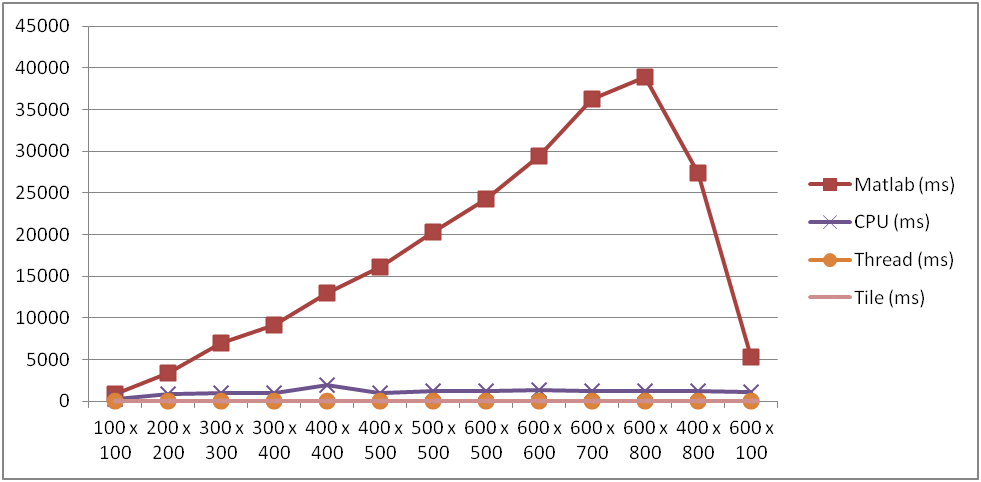 45000
40000
35000
30000
25000
20000
15000
10000
5000
0
100 x 200 x 300 x 300 x 400 x 400 x 500 x 500 x 600 x 600 x 600 x 400 x 600 x
100 200 300 400 400 500 500 600 600 700 800 800 100
Matlab (ms)
CPU (ms)
Thread (ms)
Tile (ms)